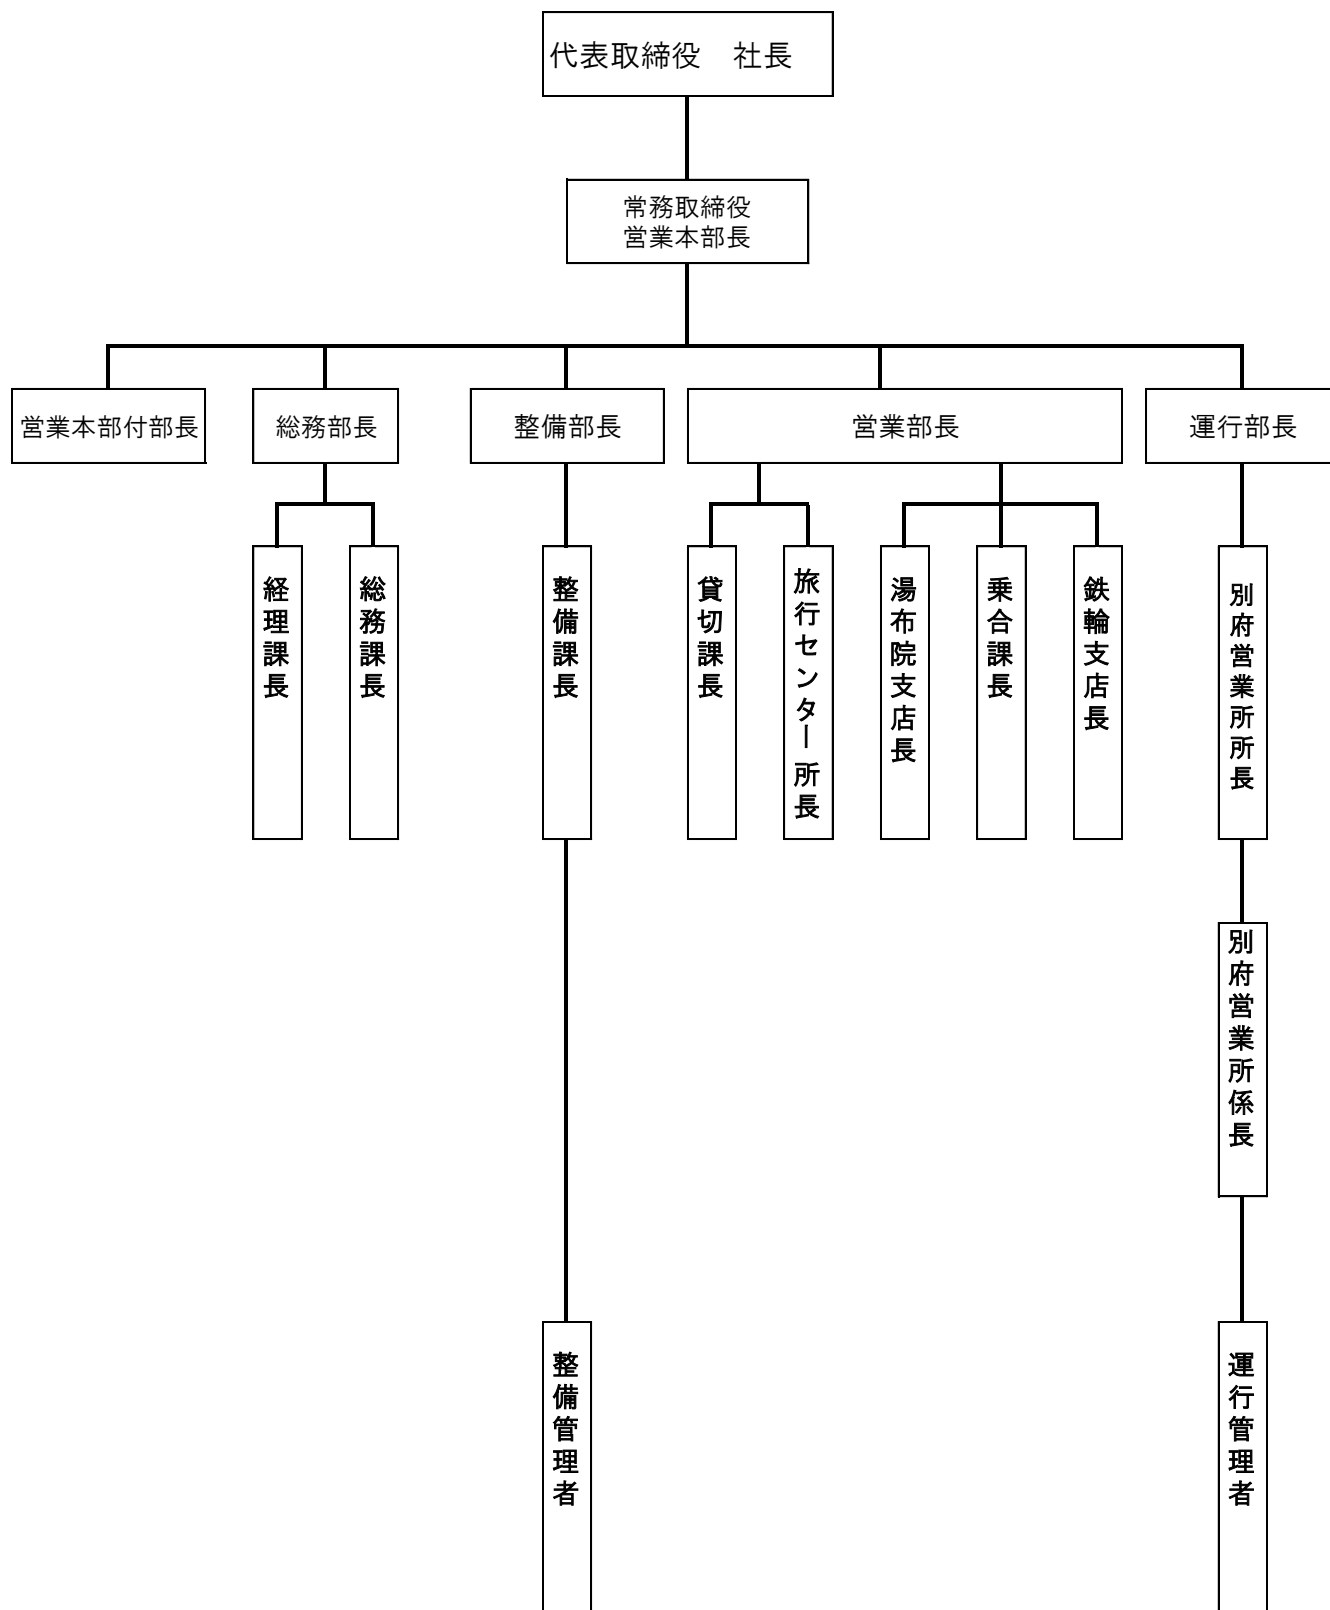 代表取締役　社長
常務取締役
営業本部長
営業本部付部長
総務部長
整備部長
営業部長
運行部長
経理課長
総務課長
整備課長
貸切課長
旅行センター所長
湯布院支店長
乗合課長
鉄輪支店長
別府営業所所長
別府営業所係長
整備管理者
運行管理者